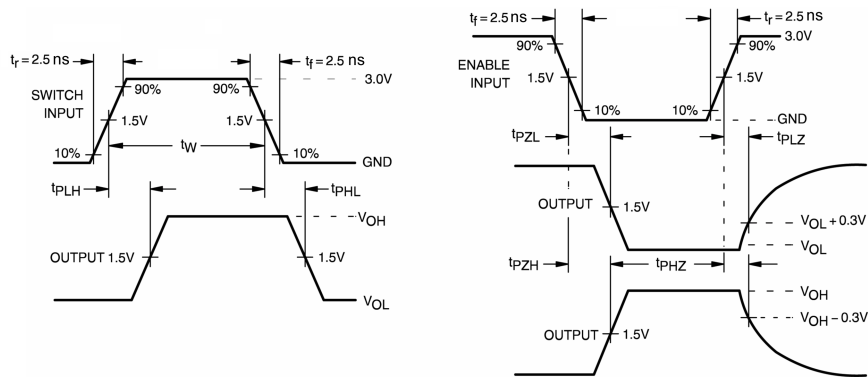 tr = 2.5 ns
tf = 2.5 ns
SWITCH INPUT
90%
90%
3.0V
1.5V
1.5V
10%
tW
10%
GND
tPLH
tPHL
VOH
OUTPUT 1.5V
1.5V
VOL
tf = 2.5 ns
tr = 2.5 ns
3.0V
90%
90%
ENABLE INPUT
1.5V
1.5V
10%
10%
GND
tPZL
tPLZ
OUTPUT
1.5V
VOL + 0.3V
VOL
tPZH
tPHZ
VOH
VOH – 0.3V
OUTPUT
1.5V